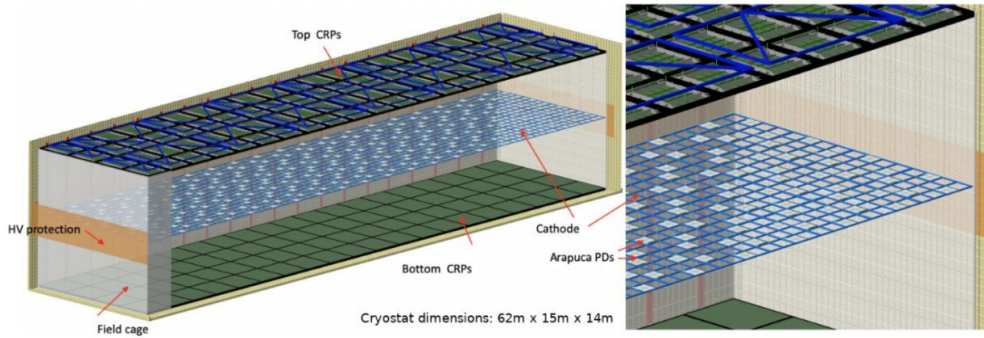 Top CRPs
HV protection
Cathode
Arapuca PDs
Bottom CRPs
Cryostat dimensions: 62m x 15m x 14m
Field cage